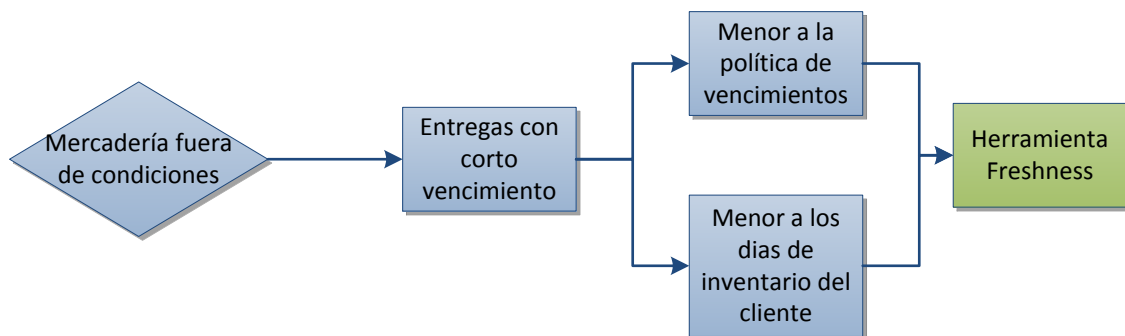 Mercadería fuera
de condiciones
Entregas con
corto
vencimiento
Menor a la
política de
vencimientos
Menor a los
dias de
inventario del
cliente
Herramienta
Freshness